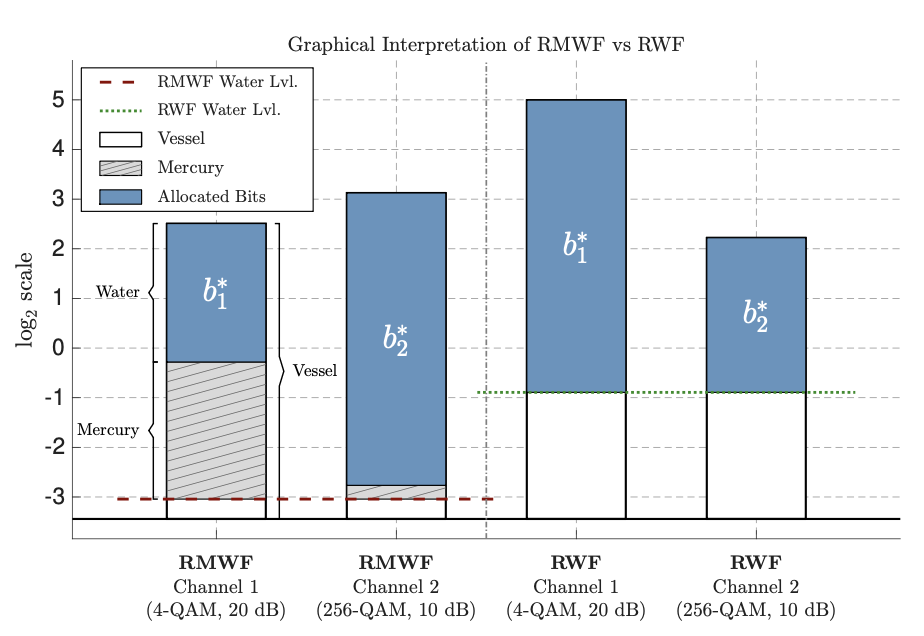 Graphical Interpretation of RMWF vs RWF
RMWF Water Lvl.
RWF Water Lvl.
Vessel
Mercury
Allocated Bits
log₂ scale
5
4
3
2
1
0
-1
-2
-3
Water
Mercury
Vessel
b₁*
b₂*
b₁*
b₂*
RMWF
Channel 1
(4-QAM, 20 dB)
RMWF
Channel 2
(256-QAM, 10 dB)
RWF
Channel 1
(4-QAM, 20 dB)
RWF
Channel 2
(256-QAM, 10 dB)